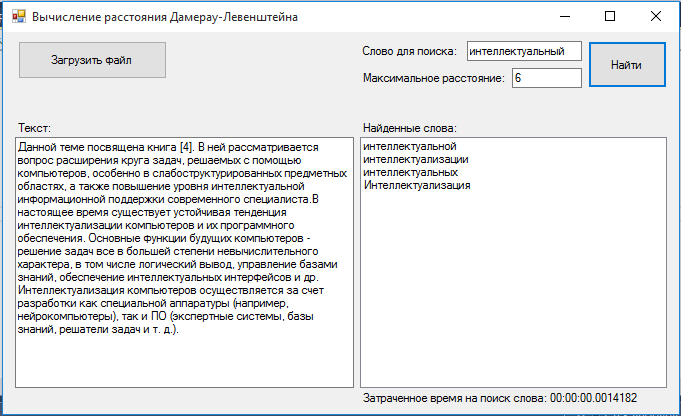 Вычисление расстояния Дамерау-Левенштейна
Загрузить файл
Слово для поиска: интеллектуальный
Максимальное расстояние: 6
Найти
Текст:
Данной теме посвящена книга [4]. В ней рассматривается
вопрос расширения круга задач, решаемых с помощью
компьютеров, особенно в слабоструктурированных предметных
областях, а также повышение уровня интеллектуальной
информационной поддержки современного специалиста.В
настоящее время существует устойчивая тенденция
интеллектуализации компьютеров и их программного
обеспечения. Основные функции будущих компьютеров -
решение задач все в большей степени невычислительного
характера, в том числе логический вывод, управление базами
знаний, обеспечение интеллектуальных интерфейсов и др.
Интеллектуализация компьютеров осуществляется за счет
разработки как специальной аппаратуры (например,
нейрокомпьютеры), так и ПО (экспертные системы, базы
знаний, решатели задач и т. д.).
Найденные слова:
интеллектуальной
интеллектуализации
интеллектуальных
Интеллектуализация
Затраченное время на поиск слова: 00:00:00.0014182